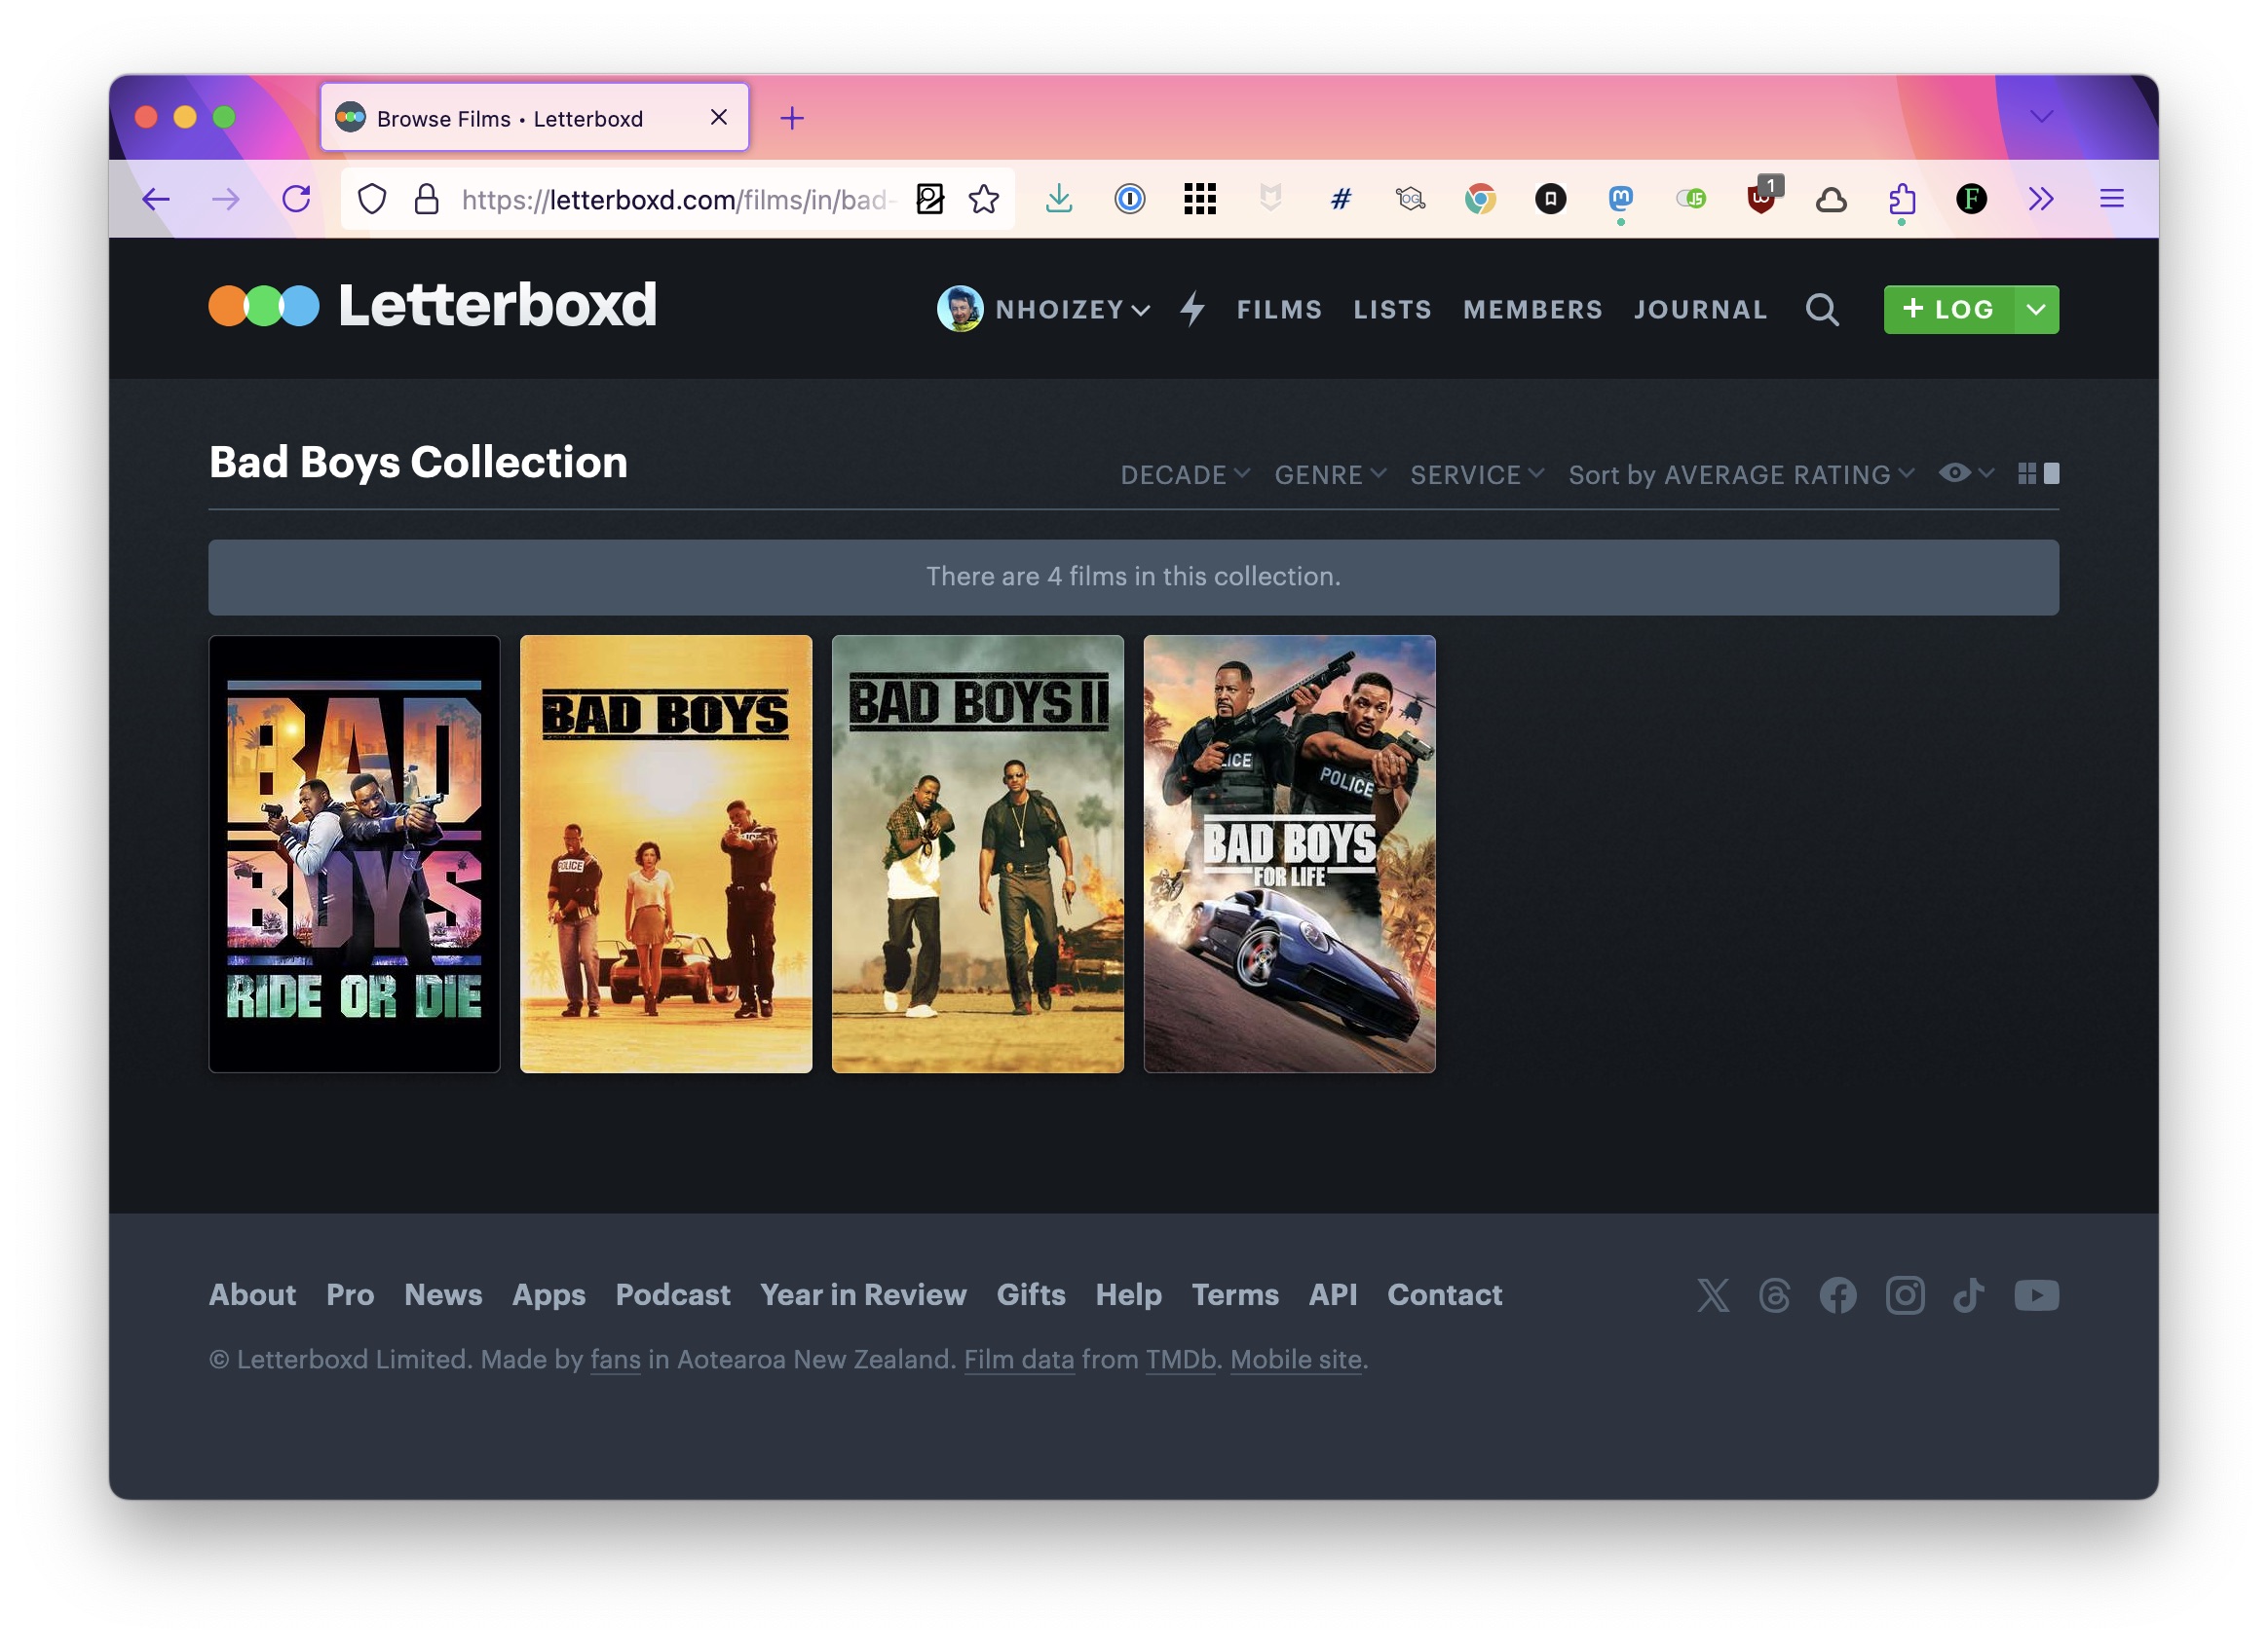 Browse Films • Letterboxd
https://letterboxd.com/films/in/bad-
1
Letterboxd
NHOIZEY
FILMS
LISTS
MEMBERS
JOURNAL
+ LOG
Bad Boys Collection
DECADE
GENRE
SERVICE
Sort by AVERAGE RATING
There are 4 films in this collection.
BAD
BOYS
RIDE OR DIE
BAD BOYS
POLICE
BAD BOYS II
LICE
POLICE
BAD BOYS
FOR LIFE
About Pro News Apps Podcast Year in Review Gifts Help Terms API Contact
© Letterboxd Limited. Made by fans in Aotearoa New Zealand. Film data from TMDb. Mobile site.